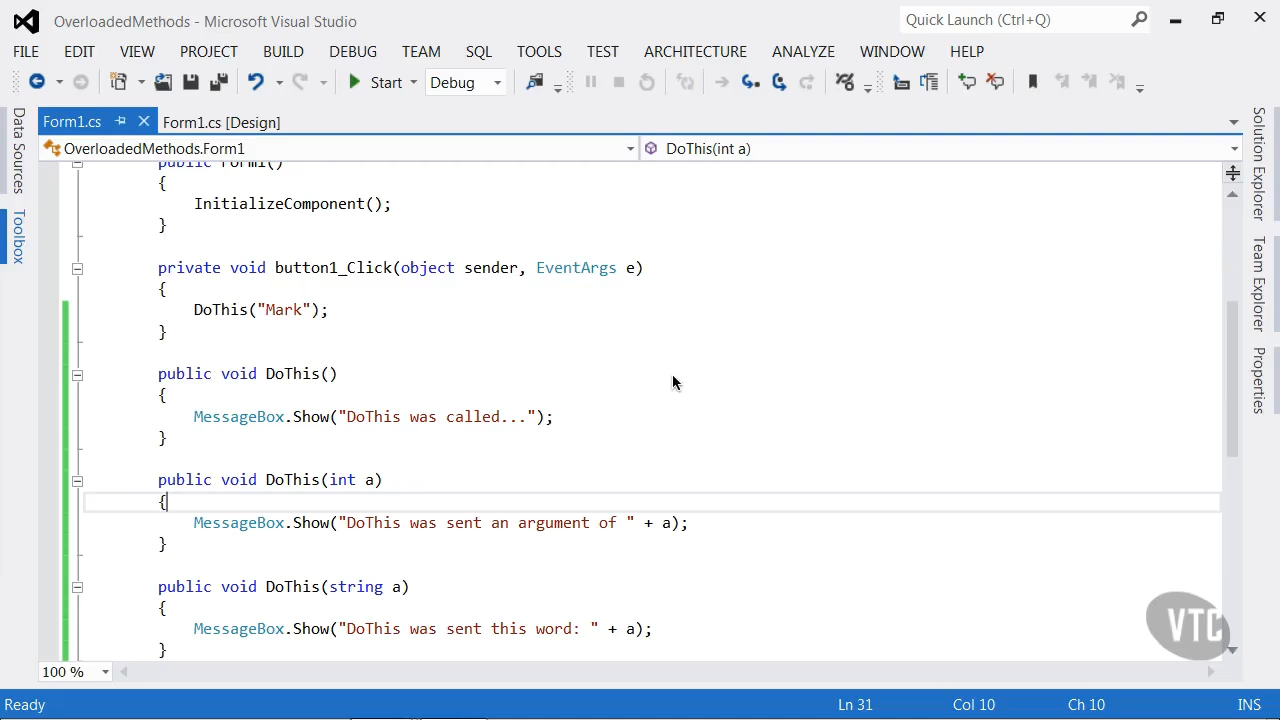 OverloadedMethods - Microsoft Visual Studio
Quick Launch (Ctrl+Q)
FILE EDIT VIEW PROJECT BUILD DEBUG TEAM SQL TOOLS TEST ARCHITECTURE ANALYZE WINDOW HELP
Start Debug
Form1.cs Form1.cs [Design]
OverloadedMethods.Form1 DoThis(int a)
Data Sources
Toolbox
public Form1()
{
InitializeComponent();
}
private void button1_Click(object sender, EventArgs e)
{
DoThis("Mark");
}
public void DoThis()
{
MessageBox.Show("DoThis was called...");
}
public void DoThis(int a)
{
MessageBox.Show("DoThis was sent an argument of " + a);
}
public void DoThis(string a)
{
MessageBox.Show("DoThis was sent this word: " + a);
}
Solution Explorer
Team Explorer
Properties
VTC
100 %
Ready Ln 31 Col 10 Ch 10 INS